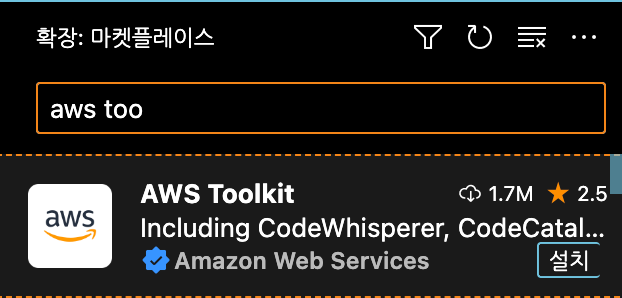 확장: 마켓플레이스
aws too
aws
AWS Toolkit 1.7M 2.5
Including CodeWhisperer, CodeCatal...
Amazon Web Services 설치